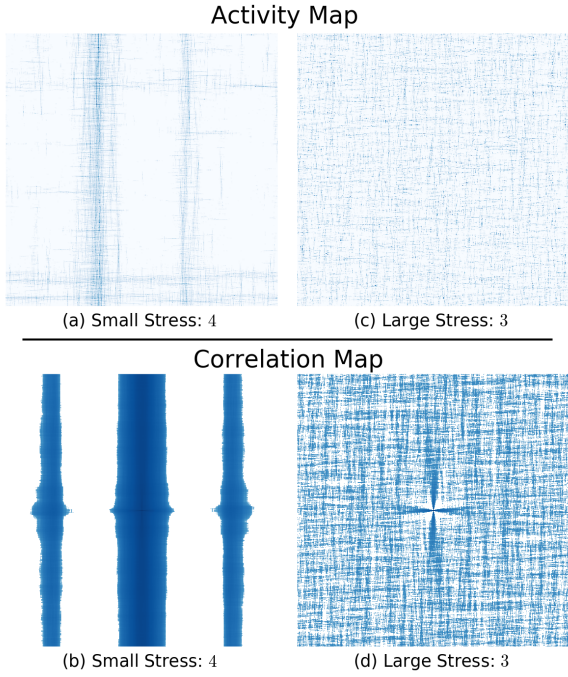 Activity Map
(a) Small Stress: 4
(c) Large Stress: 3
Correlation Map
(b) Small Stress: 4
(d) Large Stress: 3